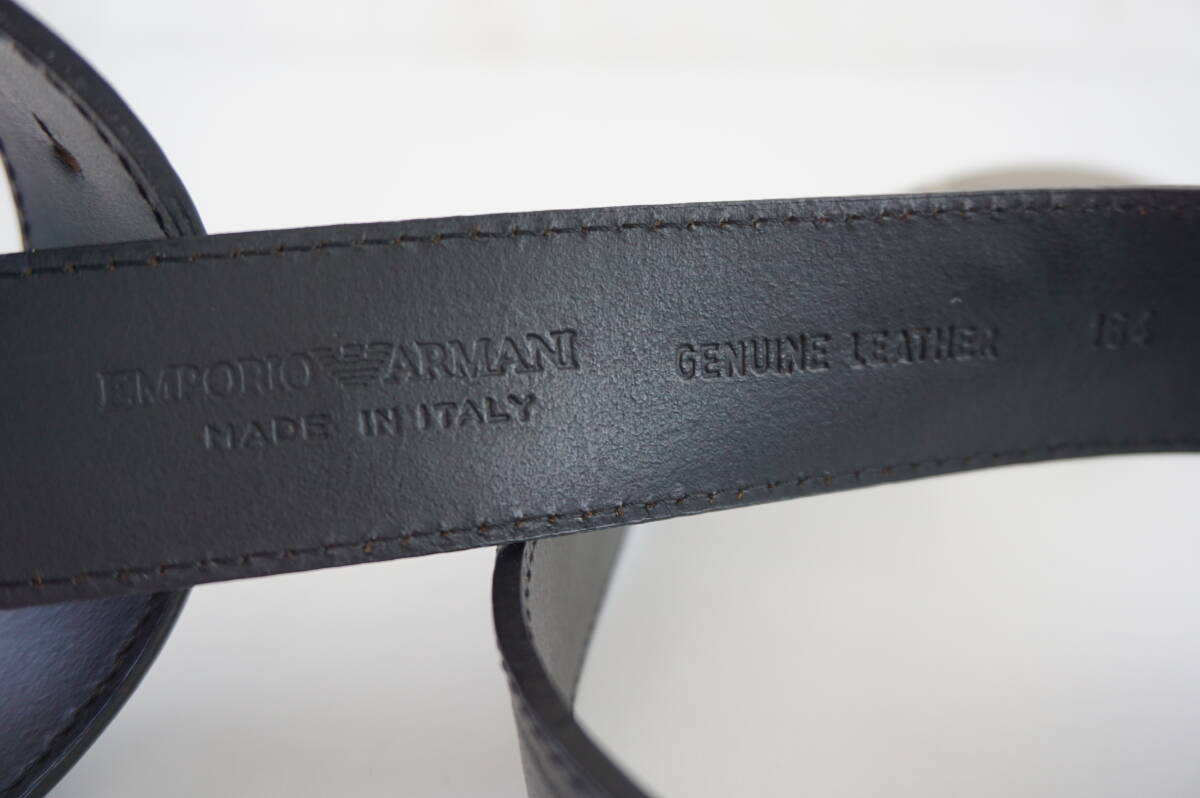 EMPORIO ARMANI
MADE IN ITALY
GENUINE LEATHER